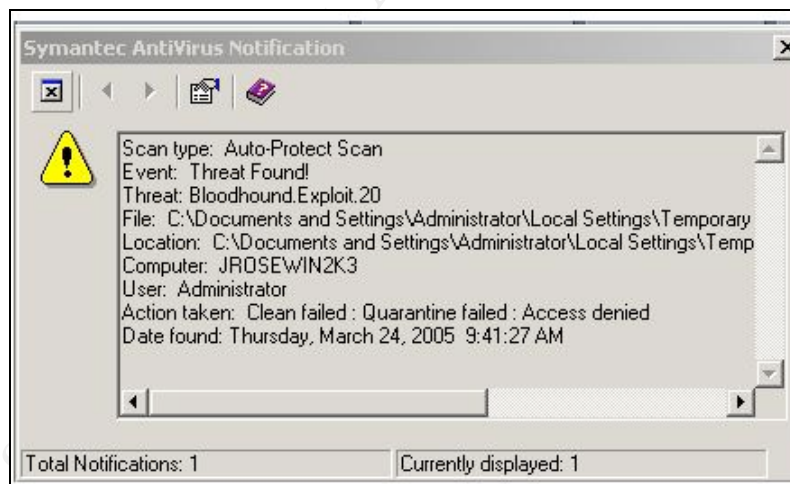 Symantec AntiVirus Notification
Scan type: Auto-Protect Scan
Event: Threat Found!
Threat: Bloodhound.Exploit.20
File: C:\Documents and Settings\Administrator\Local Settings\Temporary
Location: C:\Documents and Settings\Administrator\Local Settings\Temp
Computer: JROSEWIN2K3
User: Administrator
Action taken: Clean failed : Quarantine failed : Access denied
Date found: Thursday, March 24, 2005 9:41:27 AM
Total Notifications: 1
Currently displayed: 1